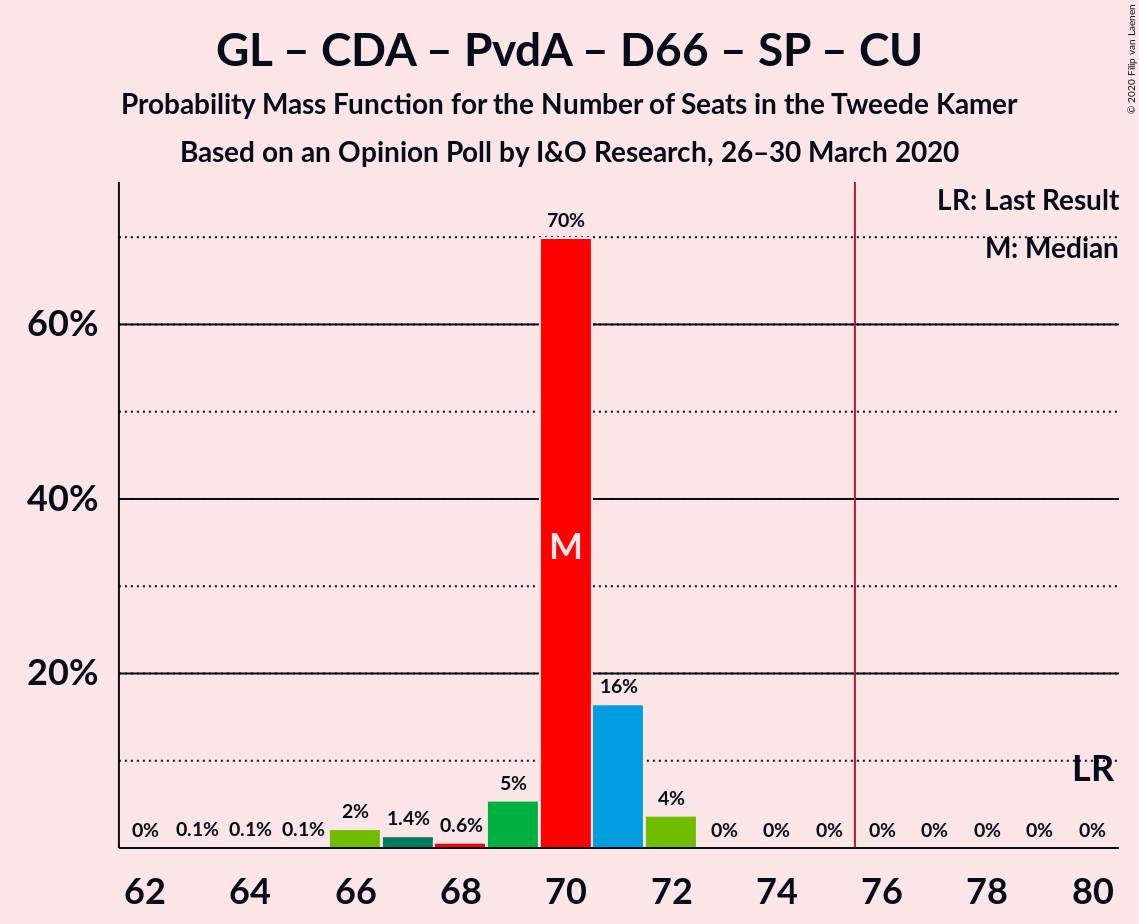 GL – CDA – PvdA – D66 – SP – CU
Probability Mass Function for the Number of Seats in the Tweede Kamer
Based on an Opinion Poll by I&O Research, 26–30 March 2020
© 2020 Filip van Laenen
LR: Last Result
M: Median
60%
40%
20%
0%
0.1%
0.1%
0.1%
2%
1.4%
0.6%
5%
70%
M
16%
4%
0%
0%
0%
0%
0%
0%
0%
0%
LR
62 64 66 68 70 72 74 76 78 80